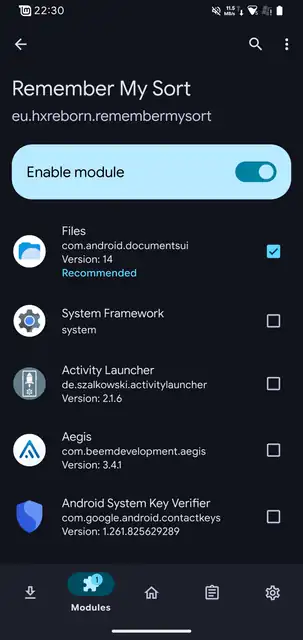 22:30
11.5
MB/s
Remember My Sort
eu.hxreborn.remembermysort
Enable module
Files
com.android.documentsui
Version: 14
Recommended
System Framework
system
Activity Launcher
de.szalkowski.activitylauncher
Version: 2.1.6
Aegis
com.beemdevelopment.aegis
Version: 3.4.1
Android System Key Verifier
com.google.android.contactkeys
Version: 1.261.825629289
1
Modules